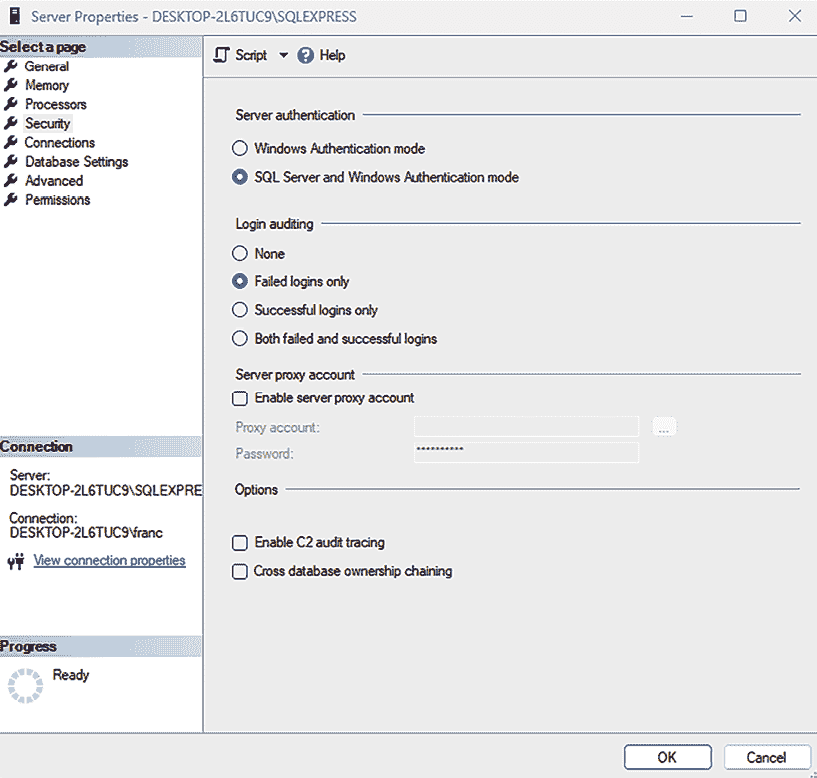 Server Properties - DESKTOP-2L6TUC9\SQLEXPRESS
Select a page
General
Memory
Processors
Security
Connections
Database Settings
Advanced
Permissions
Connection
Server:
DESKTOP-2L6TUC9\SQLEXPRE
Connection:
DESKTOP-2L6TUC9\franc
View connection properties
Progress
Ready
Script
Help
Server authentication
Windows Authentication mode
SQL Server and Windows Authentication mode
Login auditing
None
Failed logins only
Successful logins only
Both failed and successful logins
Server proxy account
Enable server proxy account
Proxy account:
...
Password: **********
Options
Enable C2 audit tracing
Cross database ownership chaining
OK Cancel